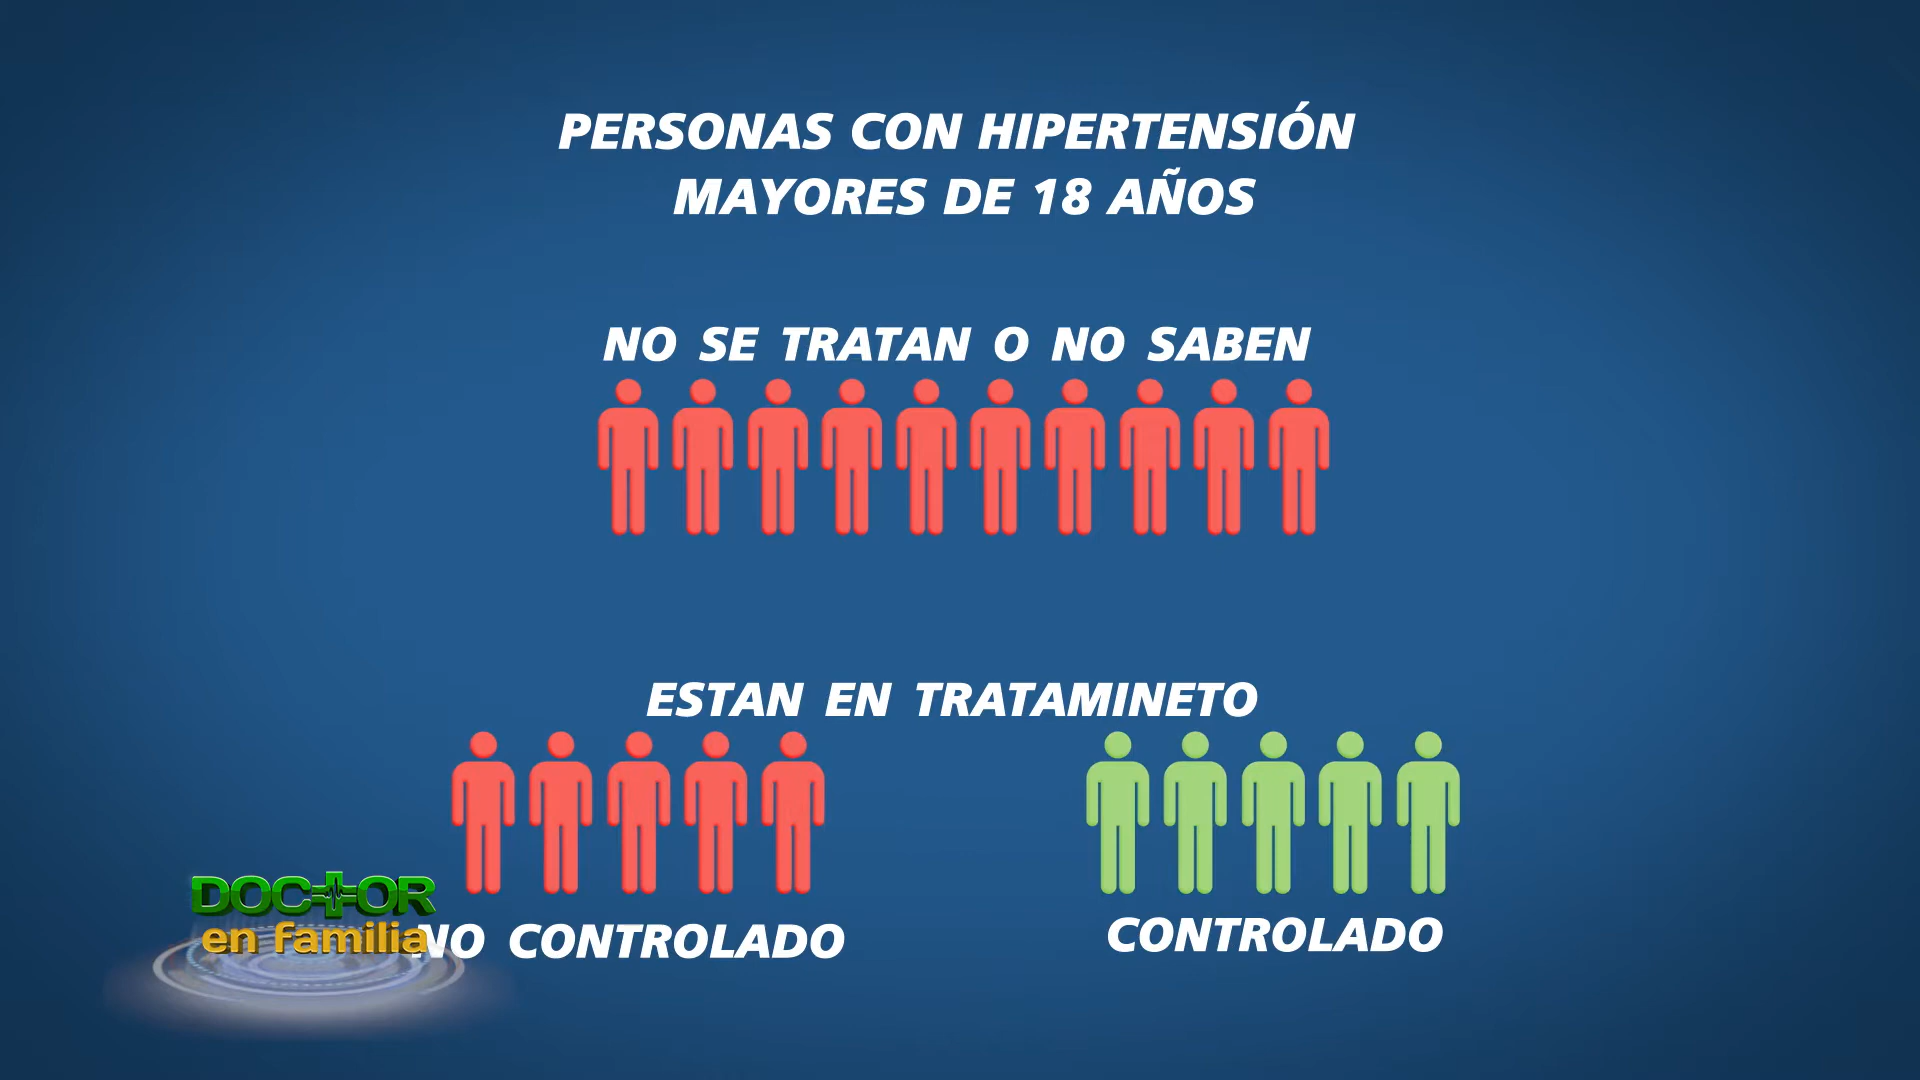 PERSONAS CON HIPERTENSIÓN
MAYORES DE 18 AÑOS
NO SE TRATAN O NO SABEN
ESTAN EN TRATAMINETO
NO CONTROLADO
CONTROLADO
DOCTOR
en familia